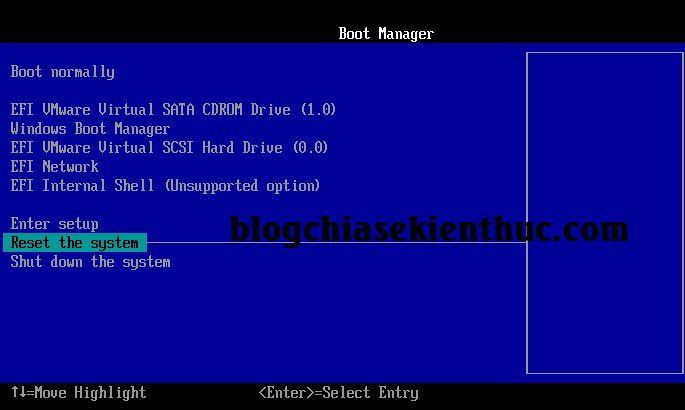 Boot Manager
Boot normally
EFI VMware Virtual SATA CDROM Drive (1.0)
Windows Boot Manager
EFI VMware Virtual SCSI Hard Drive (0.0)
EFI Network
EFI Internal Shell (Unsupported option)
Enter setup
blogchiasekienthuc.com
Reset the system
Shut down the system
↑↓=Move Highlight <Enter>=Select Entry